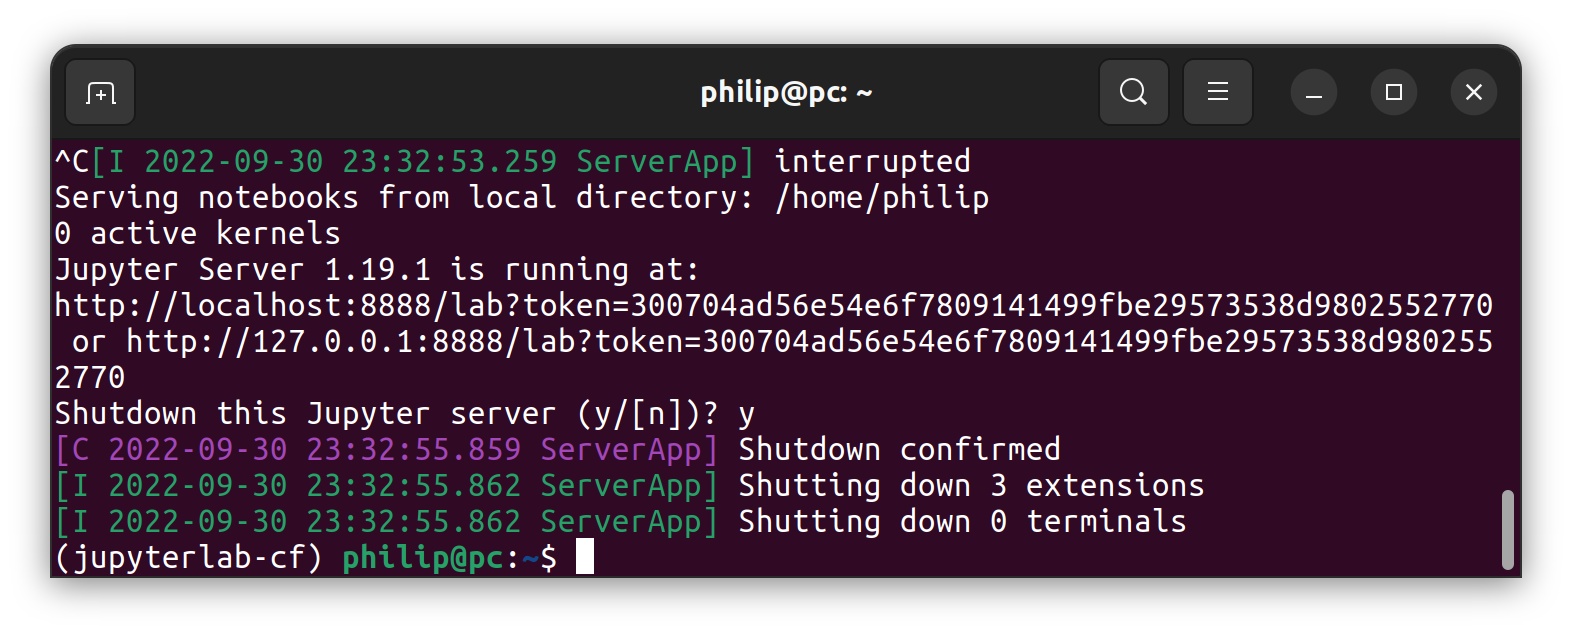 philip@pc: ~
^C[I 2022-09-30 23:32:53.259 ServerApp] interrupted
Serving notebooks from local directory: /home/philip
0 active kernels
Jupyter Server 1.19.1 is running at:
http://localhost:8888/lab?token=300704ad56e54e6f7809141499fbe29573538d9802552770
 or http://127.0.0.1:8888/lab?token=300704ad56e54e6f7809141499fbe29573538d980255
2770
Shutdown this Jupyter server (y/[n])? y
[C 2022-09-30 23:32:55.859 ServerApp] Shutdown confirmed
[I 2022-09-30 23:32:55.862 ServerApp] Shutting down 3 extensions
[I 2022-09-30 23:32:55.862 ServerApp] Shutting down 0 terminals
(jupyterlab-cf) philip@pc:~$